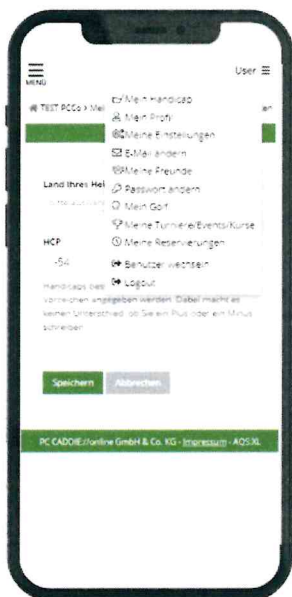 MENÜ
User
TEST PCCo > Mei
en
Mein Handicap
Mein Profil
Meine Einstellungen
E-Mail ändern
Meine Freunde
Passwort ändern
Mein Golf
Meine Turniere/Events/Kurse
Meine Reservierungen
Benutzer wechseln
Logout
Land Ihres Hei
HCP
-54
Vorzeichen angegeben werden. Dabei macht es
keinen Unterschied, ob Sie ein Plus oder ein Minus
schreiben
Speichern
Abbrechen
PC CADDIE://online GmbH & Co. KG - Impressum - AQS XL